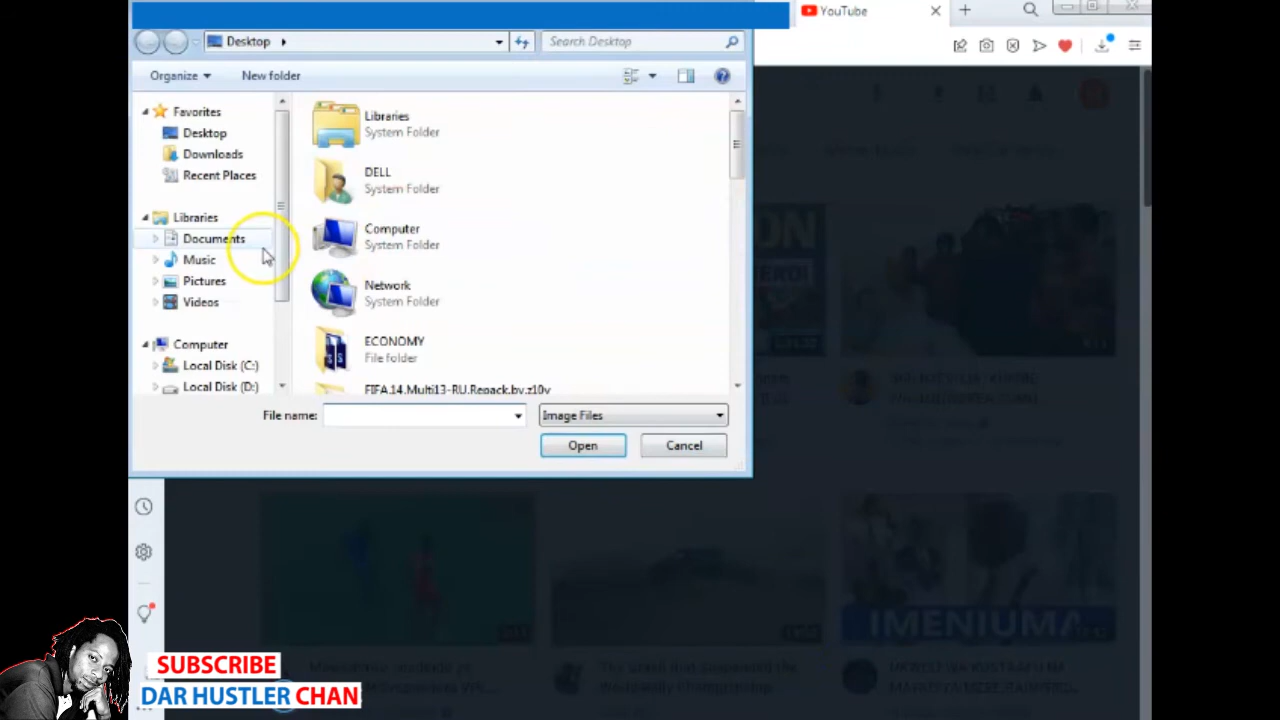 YouTube
Desktop
Search Desktop
Organize
New folder
Favorites
Desktop
Downloads
Recent Places
Libraries
Documents
Music
Pictures
Videos
Computer
Local Disk (C:)
Local Disk (D:)
Libraries
System Folder
DELL
System Folder
Computer
System Folder
Network
System Folder
ECONOMY
File folder
FIFA.14.Multi13-RU.Repack.by.z10y
File name:
Image Files
Open
Cancel
IMENIUMA
SUBSCRIBE
DAR HUSTLER CHAN